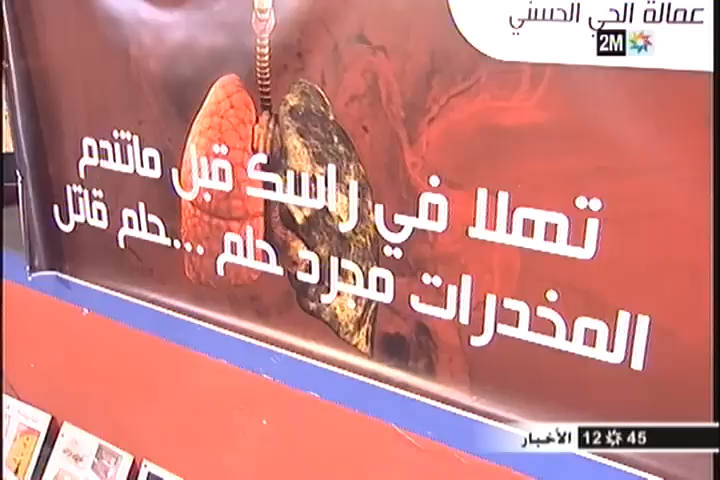 عمالة الحي الحسني
2M
تهلا في راسك قبل ماتندم
المخدرات مجرد حلم ...حلم قاتل
الأخبار 12 45